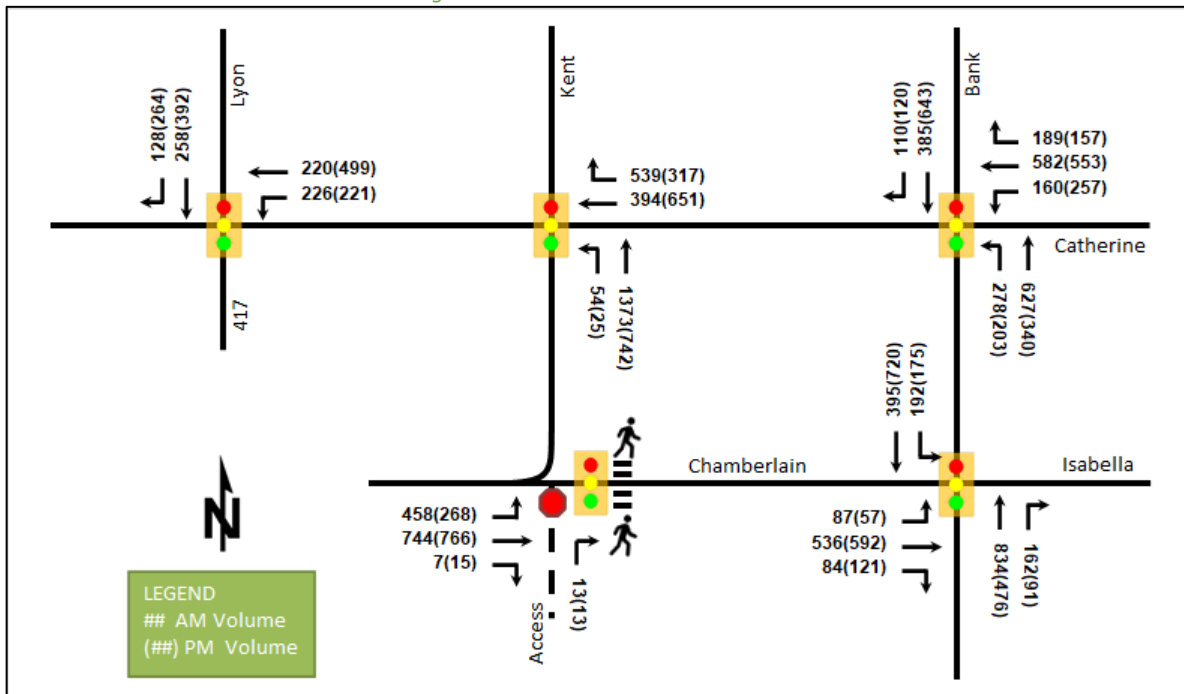 Lyon
Kent
Bank
128(264)
258(392)
220(499)
226(221)
539(317)
394(651)
110(120)
385(643)
189(157)
582(553)
160(257)
Catherine
417
54(25)
1373(742)
278(203)
627(340)
395(720)
192(175)
Chamberlain
Isabella
458(268)
744(766)
7(15)
13(13)
87(57)
536(592)
84(121)
834(476)
162(91)
N
Access
LEGEND
## AM Volume
(##) PM Volume